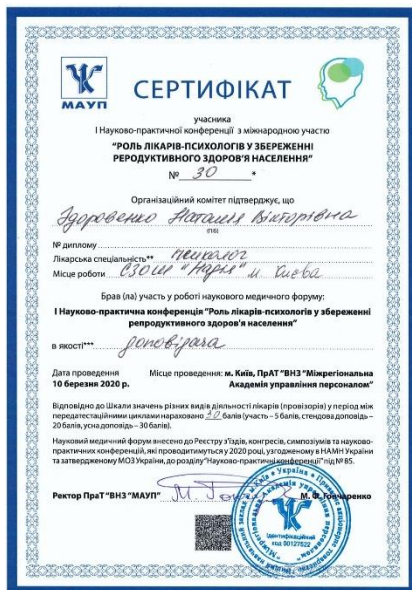 МАУП
СЕРТИФІКАТ
учасника
І Науково-практичної конференції з міжнародною участю
"РОЛЬ ЛІКАРІВ-ПСИХОЛОГІВ У ЗБЕРЕЖЕННІ
РЕРОДУКТИВНОГО ЗДОРОВ'Я НАСЕЛЕННЯ"
№ 30 *
Організаційний комітет підтверджує, що
Здоровенко Наталія Вікторівна
(ПІБ)
№ диплому
Лікарська спеціальність** психолог
Місце роботи СЗОШ "Надія" м. Києва
Брав (ла) участь у роботі наукового медичного форуму:
І Науково-практична конференція "Роль лікарів-психологів у збереженні
репродуктивного здоров'я населення"
в якості*** доповідача
Дата проведення
10 березня 2020 р.
Місце проведення: м. Київ, ПрАТ "ВНЗ "Міжрегіональна
Академія управління персоналом"
Відповідно до Шкали значень різних видів діяльності лікарів (провізорів) у період між
передатестаційними циклами нараховано 30 балів (участь – 5 балів, стендова доповідь –
20 балів, усна доповідь – 30 балів).
Науковий медичний форум внесено до Реєстру з'їздів, конгресів, симпозіумів та науково-
практичних конференцій, які проводитимуться у 2020 році, узгодженому в НАМН України
та затвердженому МОЗ України, до розділу "Науково-практичні конференції" під № 85.
Ректор ПрАТ "ВНЗ "МАУП"
М. Ф. Гончаренко
Україна
Ідентифікаційний
код 00127522